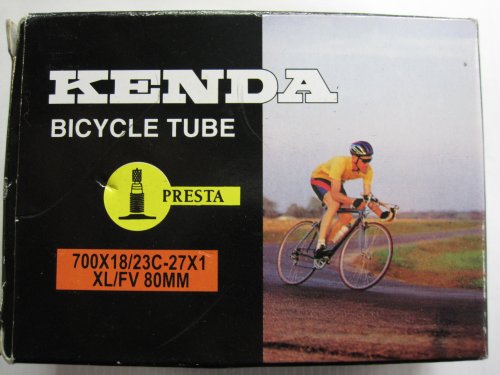 KENDA
BICYCLE TUBE
PRESTA
700X18/23C-27X1
XL/FV 80MM